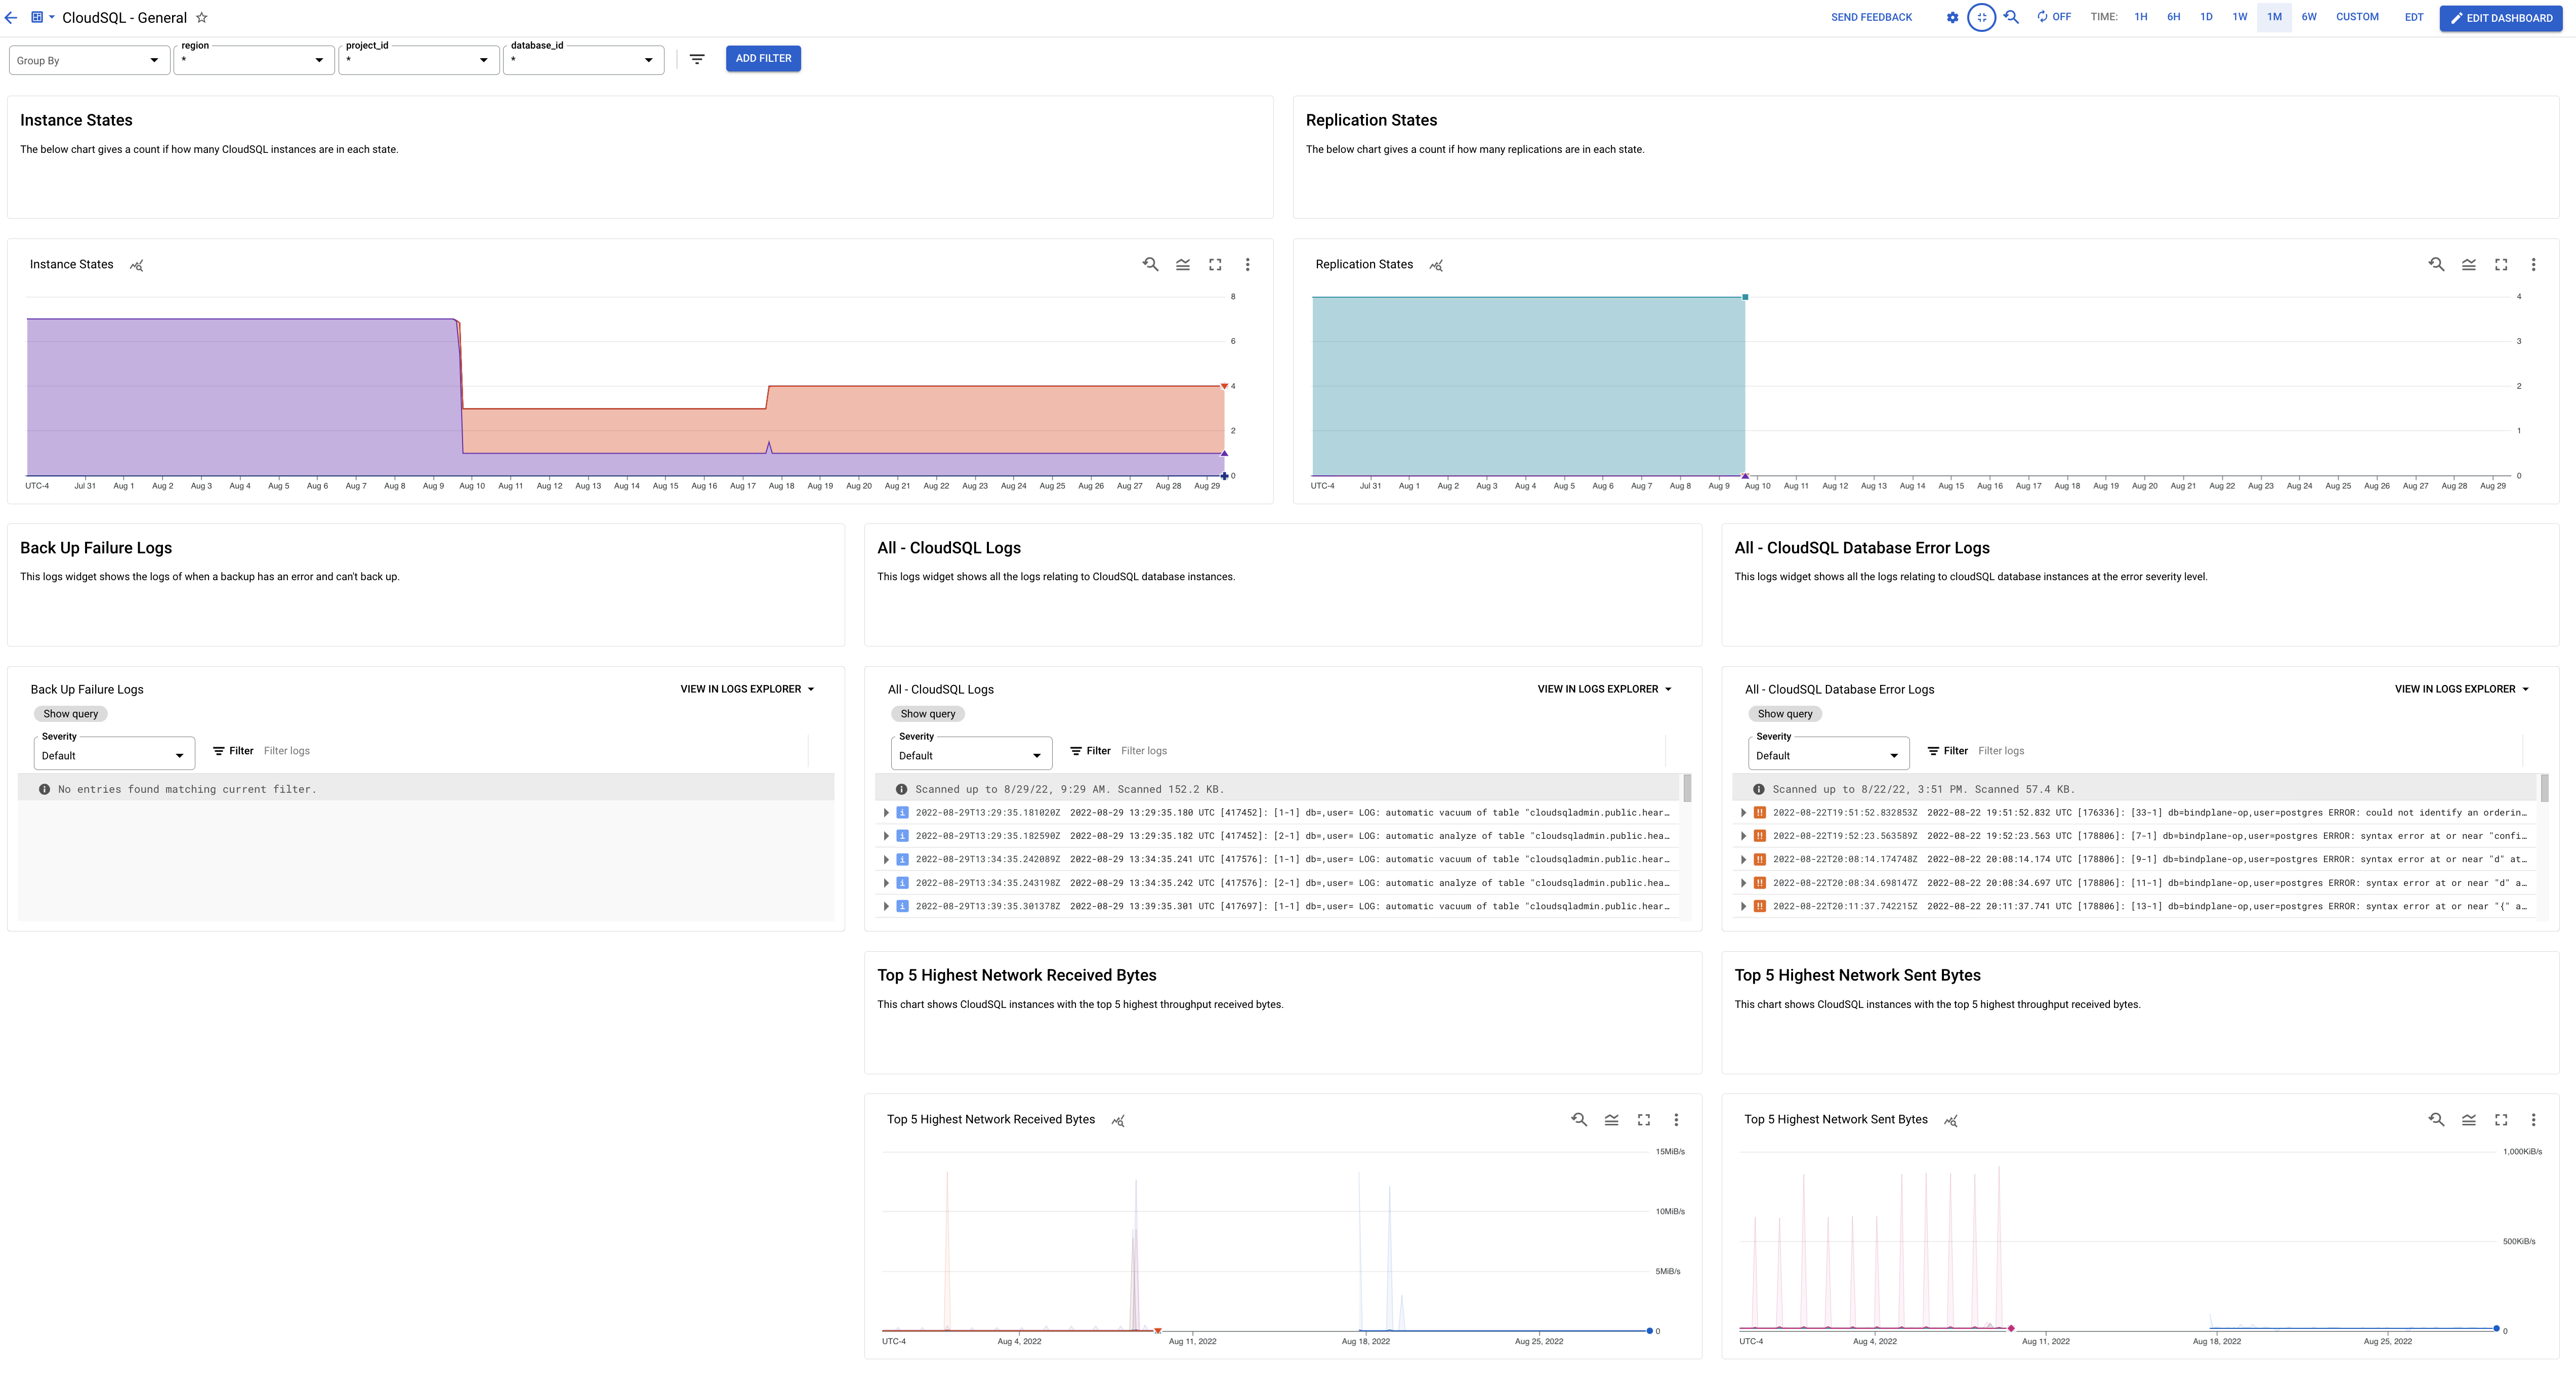 CloudSQL - General
SEND FEEDBACK
OFF
TIME: 1H 6H 1D 1W 1M 6W CUSTOM EDT
EDIT DASHBOARD
Group By
region
*
project_id
*
database_id
*
ADD FILTER
Instance States
The below chart gives a count if how many CloudSQL instances are in each state.
Replication States
The below chart gives a count if how many replications are in each state.
Instance States
8
6
4
2
0
UTC-4 Jul 31 Aug 1 Aug 2 Aug 3 Aug 4 Aug 5 Aug 6 Aug 7 Aug 8 Aug 9 Aug 10 Aug 11 Aug 12 Aug 13 Aug 14 Aug 15 Aug 16 Aug 17 Aug 18 Aug 19 Aug 20 Aug 21 Aug 22 Aug 23 Aug 24 Aug 25 Aug 26 Aug 27 Aug 28 Aug 29
Replication States
4
3
2
1
0
UTC-4 Jul 31 Aug 1 Aug 2 Aug 3 Aug 4 Aug 5 Aug 6 Aug 7 Aug 8 Aug 9 Aug 10 Aug 11 Aug 12 Aug 13 Aug 14 Aug 15 Aug 16 Aug 17 Aug 18 Aug 19 Aug 20 Aug 21 Aug 22 Aug 23 Aug 24 Aug 25 Aug 26 Aug 27 Aug 28 Aug 29
Back Up Failure Logs
This logs widget shows the logs of when a backup has an error and can't back up.
All - CloudSQL Logs
This logs widget shows all the logs relating to CloudSQL database instances.
All - CloudSQL Database Error Logs
This logs widget shows all the logs relating to cloudSQL database instances at the error severity level.
Back Up Failure Logs
VIEW IN LOGS EXPLORER
Show query
Severity
Default
Filter Filter logs
No entries found matching current filter.
All - CloudSQL Logs
VIEW IN LOGS EXPLORER
Show query
Severity
Default
Filter Filter logs
Scanned up to 8/29/22, 9:29 AM. Scanned 152.2 KB.
2022-08-29T13:29:35.181020Z 2022-08-29 13:29:35.180 UTC [417452]: [1-1] db=,user= LOG: automatic vacuum of table "cloudsqladmin.public.hear…
2022-08-29T13:29:35.182590Z 2022-08-29 13:29:35.182 UTC [417452]: [2-1] db=,user= LOG: automatic analyze of table "cloudsqladmin.public.hea…
2022-08-29T13:34:35.242089Z 2022-08-29 13:34:35.241 UTC [417576]: [1-1] db=,user= LOG: automatic vacuum of table "cloudsqladmin.public.hear…
2022-08-29T13:34:35.243198Z 2022-08-29 13:34:35.242 UTC [417576]: [2-1] db=,user= LOG: automatic analyze of table "cloudsqladmin.public.hea…
2022-08-29T13:39:35.301378Z 2022-08-29 13:39:35.301 UTC [417697]: [1-1] db=,user= LOG: automatic vacuum of table "cloudsqladmin.public.hear…
All - CloudSQL Database Error Logs
VIEW IN LOGS EXPLORER
Show query
Severity
Default
Filter Filter logs
Scanned up to 8/22/22, 3:51 PM. Scanned 57.4 KB.
2022-08-22T19:51:52.832853Z 2022-08-22 19:51:52.832 UTC [176336]: [33-1] db=bindplane-op,user=postgres ERROR: could not identify an orderin…
2022-08-22T19:52:23.563589Z 2022-08-22 19:52:23.563 UTC [178806]: [7-1] db=bindplane-op,user=postgres ERROR: syntax error at or near "confi…
2022-08-22T20:08:14.174748Z 2022-08-22 20:08:14.174 UTC [178806]: [9-1] db=bindplane-op,user=postgres ERROR: syntax error at or near "d" at…
2022-08-22T20:08:34.698147Z 2022-08-22 20:08:34.697 UTC [178806]: [11-1] db=bindplane-op,user=postgres ERROR: syntax error at or near "d" a…
2022-08-22T20:11:37.742215Z 2022-08-22 20:11:37.741 UTC [178806]: [13-1] db=bindplane-op,user=postgres ERROR: syntax error at or near "{" a…
Top 5 Highest Network Received Bytes
This chart shows CloudSQL instances with the top 5 highest throughput received bytes.
Top 5 Highest Network Sent Bytes
This chart shows CloudSQL instances with the top 5 highest throughput received bytes.
Top 5 Highest Network Received Bytes
15MiB/s
10MiB/s
5MiB/s
0
UTC-4 Aug 4, 2022 Aug 11, 2022 Aug 18, 2022 Aug 25, 2022
Top 5 Highest Network Sent Bytes
1,000KiB/s
500KiB/s
0
UTC-4 Aug 4, 2022 Aug 11, 2022 Aug 18, 2022 Aug 25, 2022